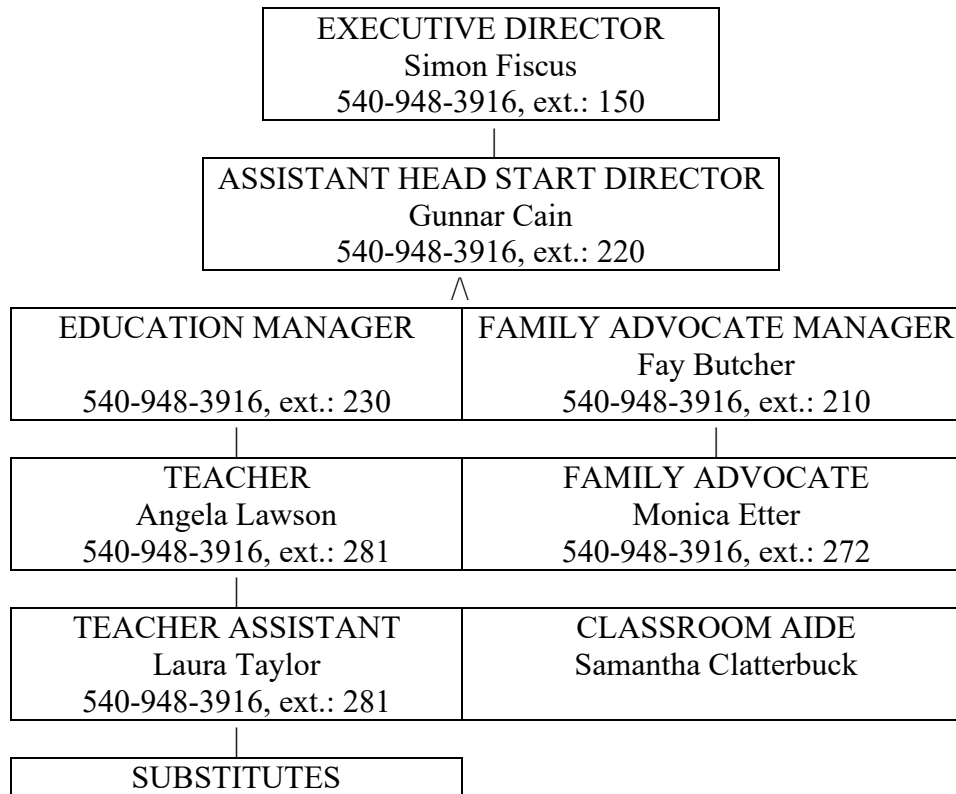 EXECUTIVE DIRECTOR
Simon Fiscus
540-948-3916, ext.: 150
ASSISTANT HEAD START DIRECTOR
Gunnar Cain
540-948-3916, ext.: 220
EDUCATION MANAGER
540-948-3916, ext.: 230
FAMILY ADVOCATE MANAGER
Fay Butcher
540-948-3916, ext.: 210
TEACHER
Angela Lawson
540-948-3916, ext.: 281
FAMILY ADVOCATE
Monica Etter
540-948-3916, ext.: 272
TEACHER ASSISTANT
Laura Taylor
540-948-3916, ext.: 281
CLASSROOM AIDE
Samantha Clatterbuck
SUBSTITUTES